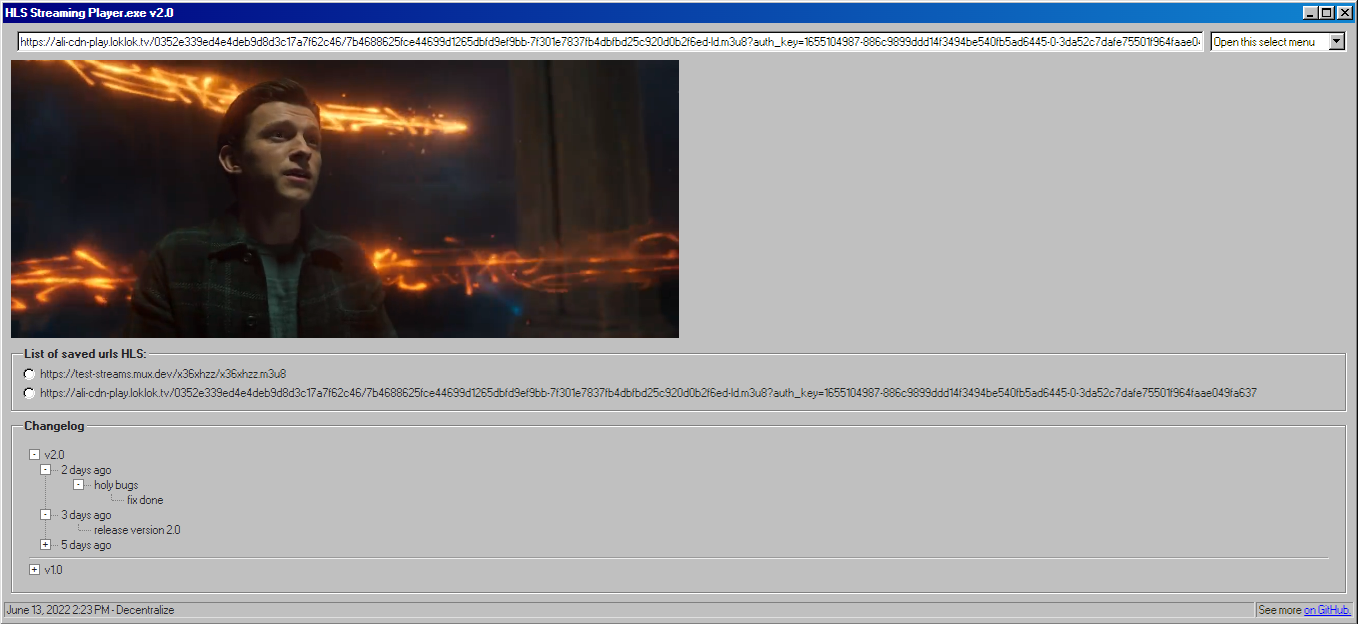 HLS Streaming Player.exe v2.0
https://ali-cdn-play.loklok.tv/0352e339ed4e4deb9d8d3c17a7f62c46/7b4688625fce44699d1265dbfd9ef9bb-7f301e7837fb4dbfbd25c920d0b2f6ed-ld.m3u8?auth_key=1655104987-886c9899ddd14f3494be540fb5ad6445-0-3da52c7dafe75501f964faae0 Open this select menu
List of saved urls HLS:
https://test-streams.mux.dev/x36xhzz/x36xhzz.m3u8
https://ali-cdn-play.loklok.tv/0352e339ed4e4deb9d8d3c17a7f62c46/7b4688625fce44699d1265dbfd9ef9bb-7f301e7837fb4dbfbd25c920d0b2f6ed-ld.m3u8?auth_key=1655104987-886c9899ddd14f3494be540fb5ad6445-0-3da52c7dafe75501f964faae049fa637
Changelog
v2.0
2 days ago
holy bugs
fix done
3 days ago
release version 2.0
5 days ago
v1.0
June 13, 2022 2:23 PM - Decentralize See more on GitHub.